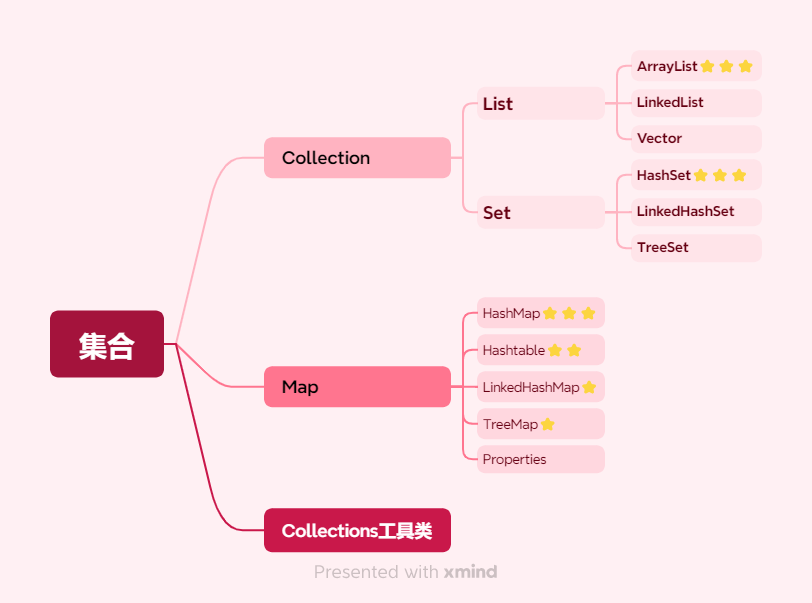 集合
Collection
List
ArrayList
LinkedList
Vector
Set
HashSet
LinkedHashSet
TreeSet
Map
HashMap
Hashtable
LinkedHashMap
TreeMap
Properties
Collections工具类
Presented with xmind